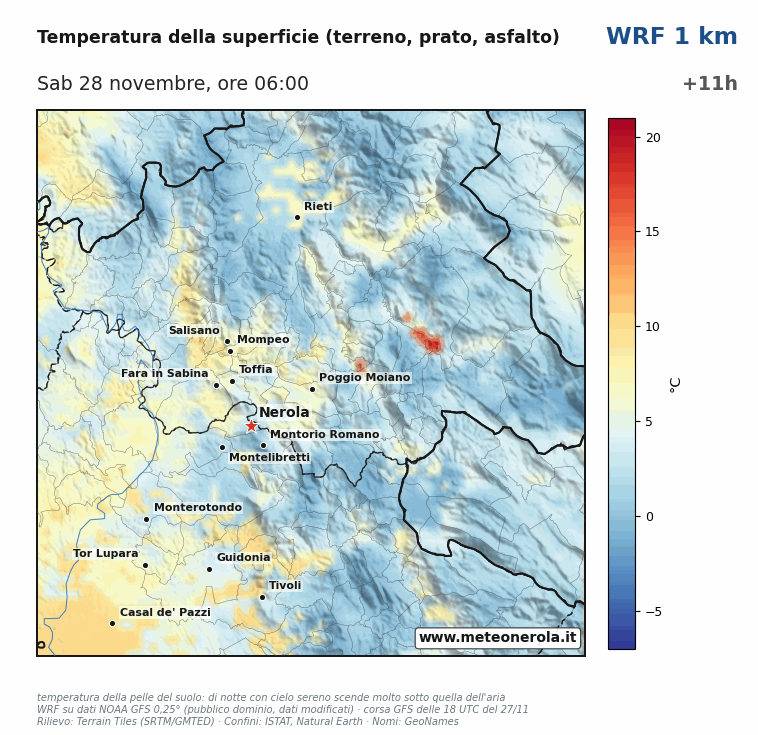 Temperatura della superficie (terreno, prato, asfalto)
WRF 1 km
Sab 28 novembre, ore 06:00
+11h
Rieti
Salisano
Mompeo
Toffia
Fara in Sabina
Poggio Moiano
Nerola
Montorio Romano
Montelibretti
Monterotondo
Tor Lupara
Guidonia
Tivoli
Casal de' Pazzi
www.meteonerola.it
20
15
10
5
0
−5
°C
temperatura della pelle del suolo: di notte con cielo sereno scende molto sotto quella dell'aria
WRF su dati NOAA GFS 0,25° (pubblico dominio, dati modificati) · corsa GFS delle 18 UTC del 27/11
Rilievo: Terrain Tiles (SRTM/GMTED) · Confini: ISTAT, Natural Earth · Nomi: GeoNames